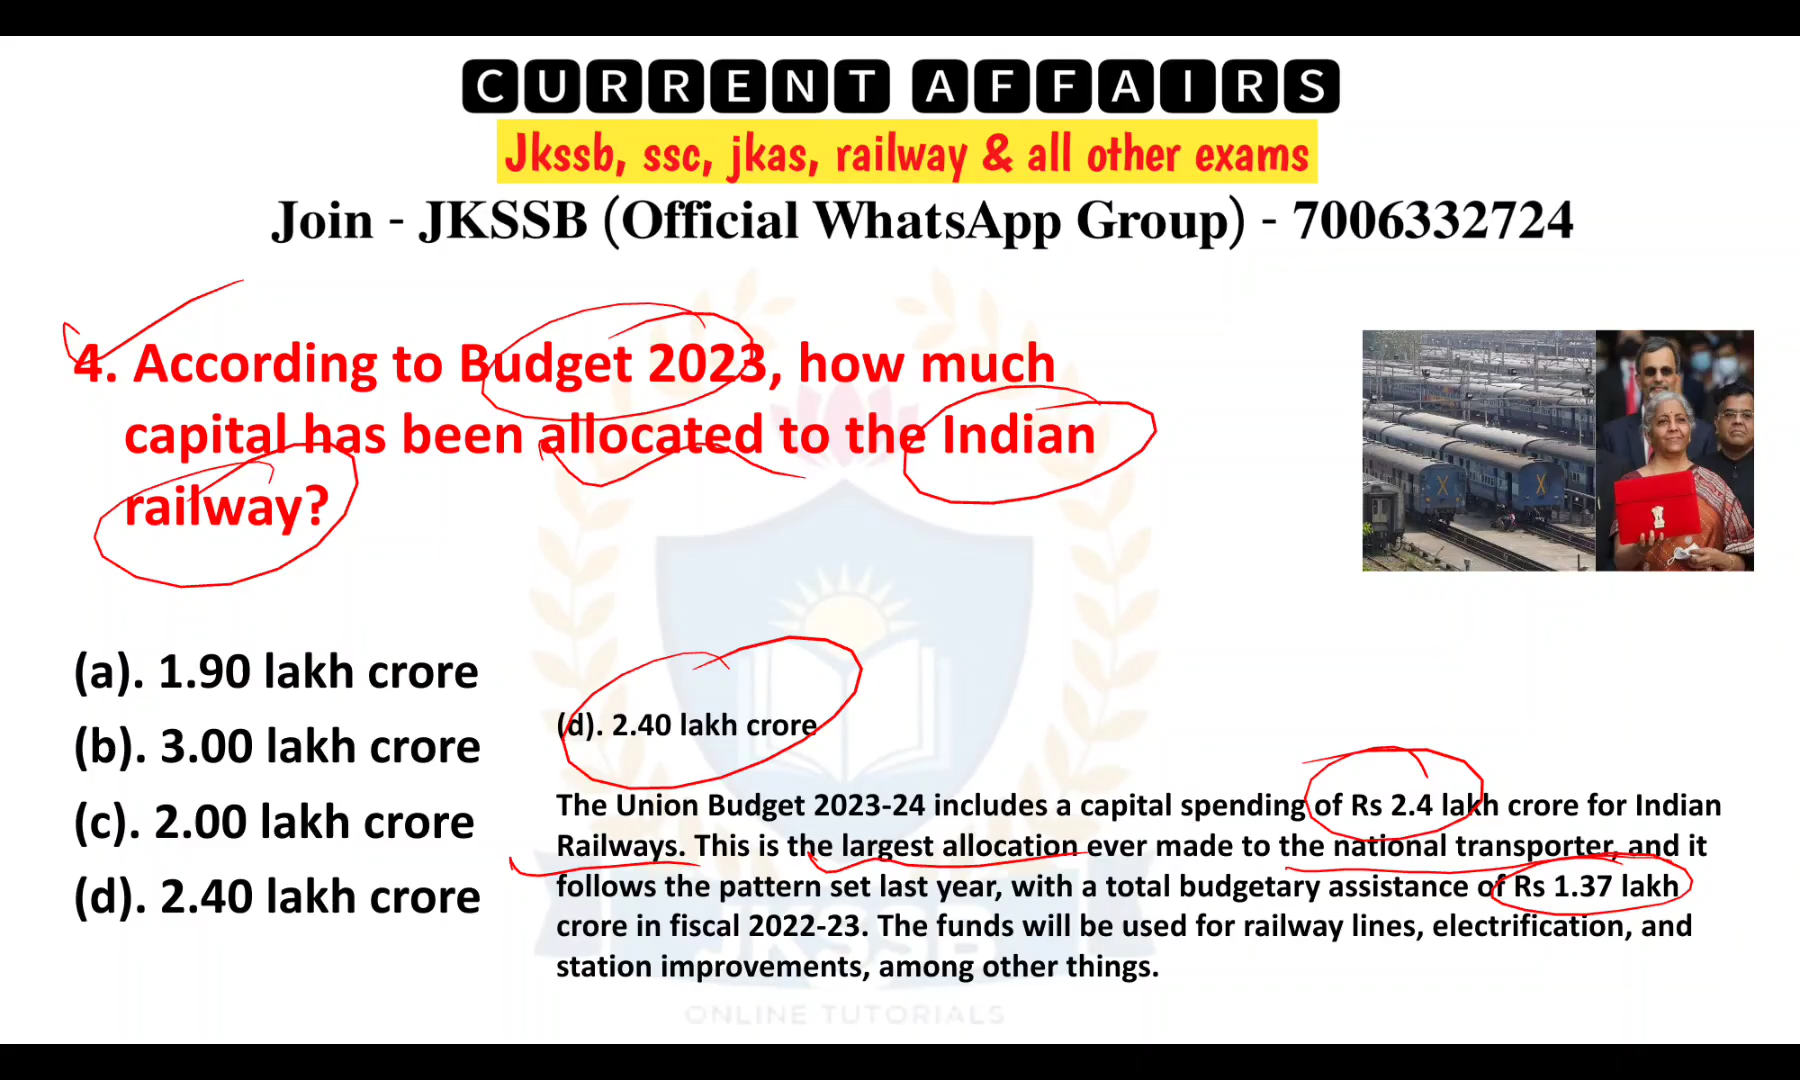 CURRENT AFFAIRS
Jkssb, ssc, jkas, railway & all other exams
Join - JKSSB (Official WhatsApp Group) - 7006332724
4. According to Budget 2023, how much
capital has been allocated to the Indian
railway?
(a). 1.90 lakh crore
(b). 3.00 lakh crore
(c). 2.00 lakh crore
(d). 2.40 lakh crore
(d). 2.40 lakh crore
The Union Budget 2023-24 includes a capital spending of Rs 2.4 lakh crore for Indian
Railways. This is the largest allocation ever made to the national transporter, and it
follows the pattern set last year, with a total budgetary assistance of Rs 1.37 lakh
crore in fiscal 2022-23. The funds will be used for railway lines, electrification, and
station improvements, among other things.
JKSSB
ONLINE TUTORIALS